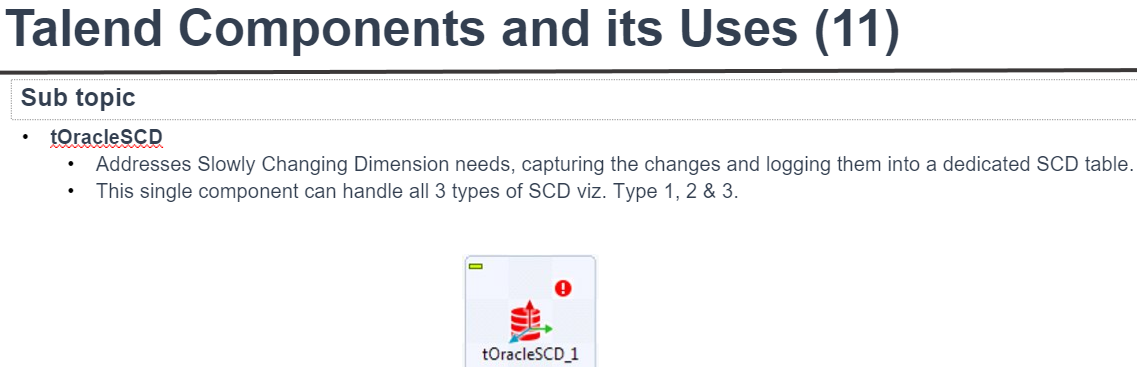 Talend Components and its Uses (11)
Sub topic
• tOracleSCD
• Addresses Slowly Changing Dimension needs, capturing the changes and logging them into a dedicated SCD table.
• This single component can handle all 3 types of SCD viz. Type 1, 2 & 3.
tOracleSCD_1